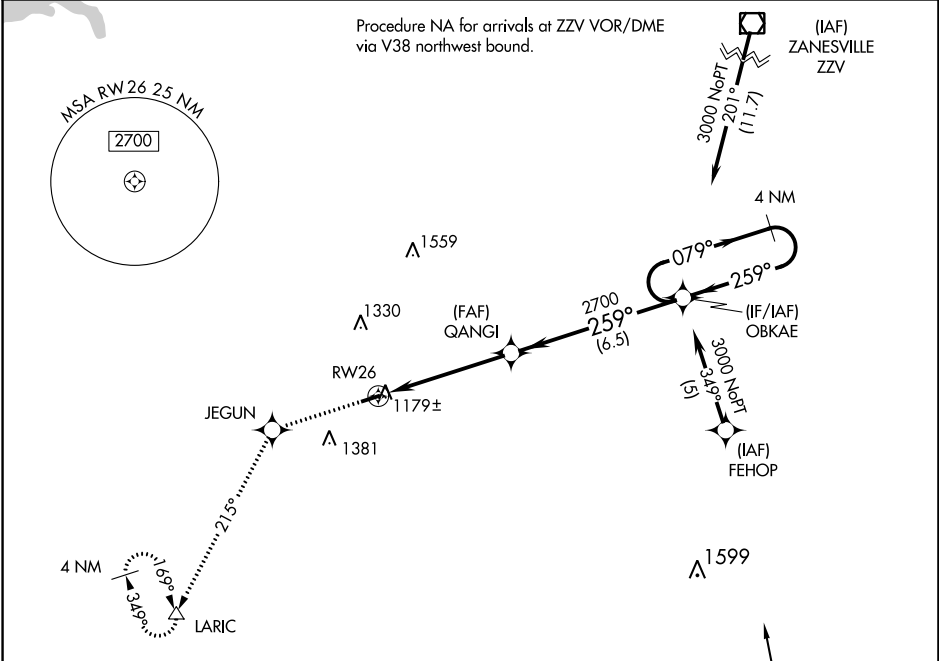 Procedure NA for arrivals at ZZV VOR/DME
via V38 northwest bound.
(IAF)
ZANESVILLE
ZZV
MSA RW26 25 NM
2700
3000 NoPT
201°
(11.7)
4 NM
079°
259°
1559
1330
(FAF)
QANGI
2700
259°
(6.5)
(IF/IAF)
OBKAE
RW26
1179±
3000 NoPT
349°
(5)
JEGUN
1381
(IAF)
FEHOP
215°
1599
4 NM
169°
349°
LARIC